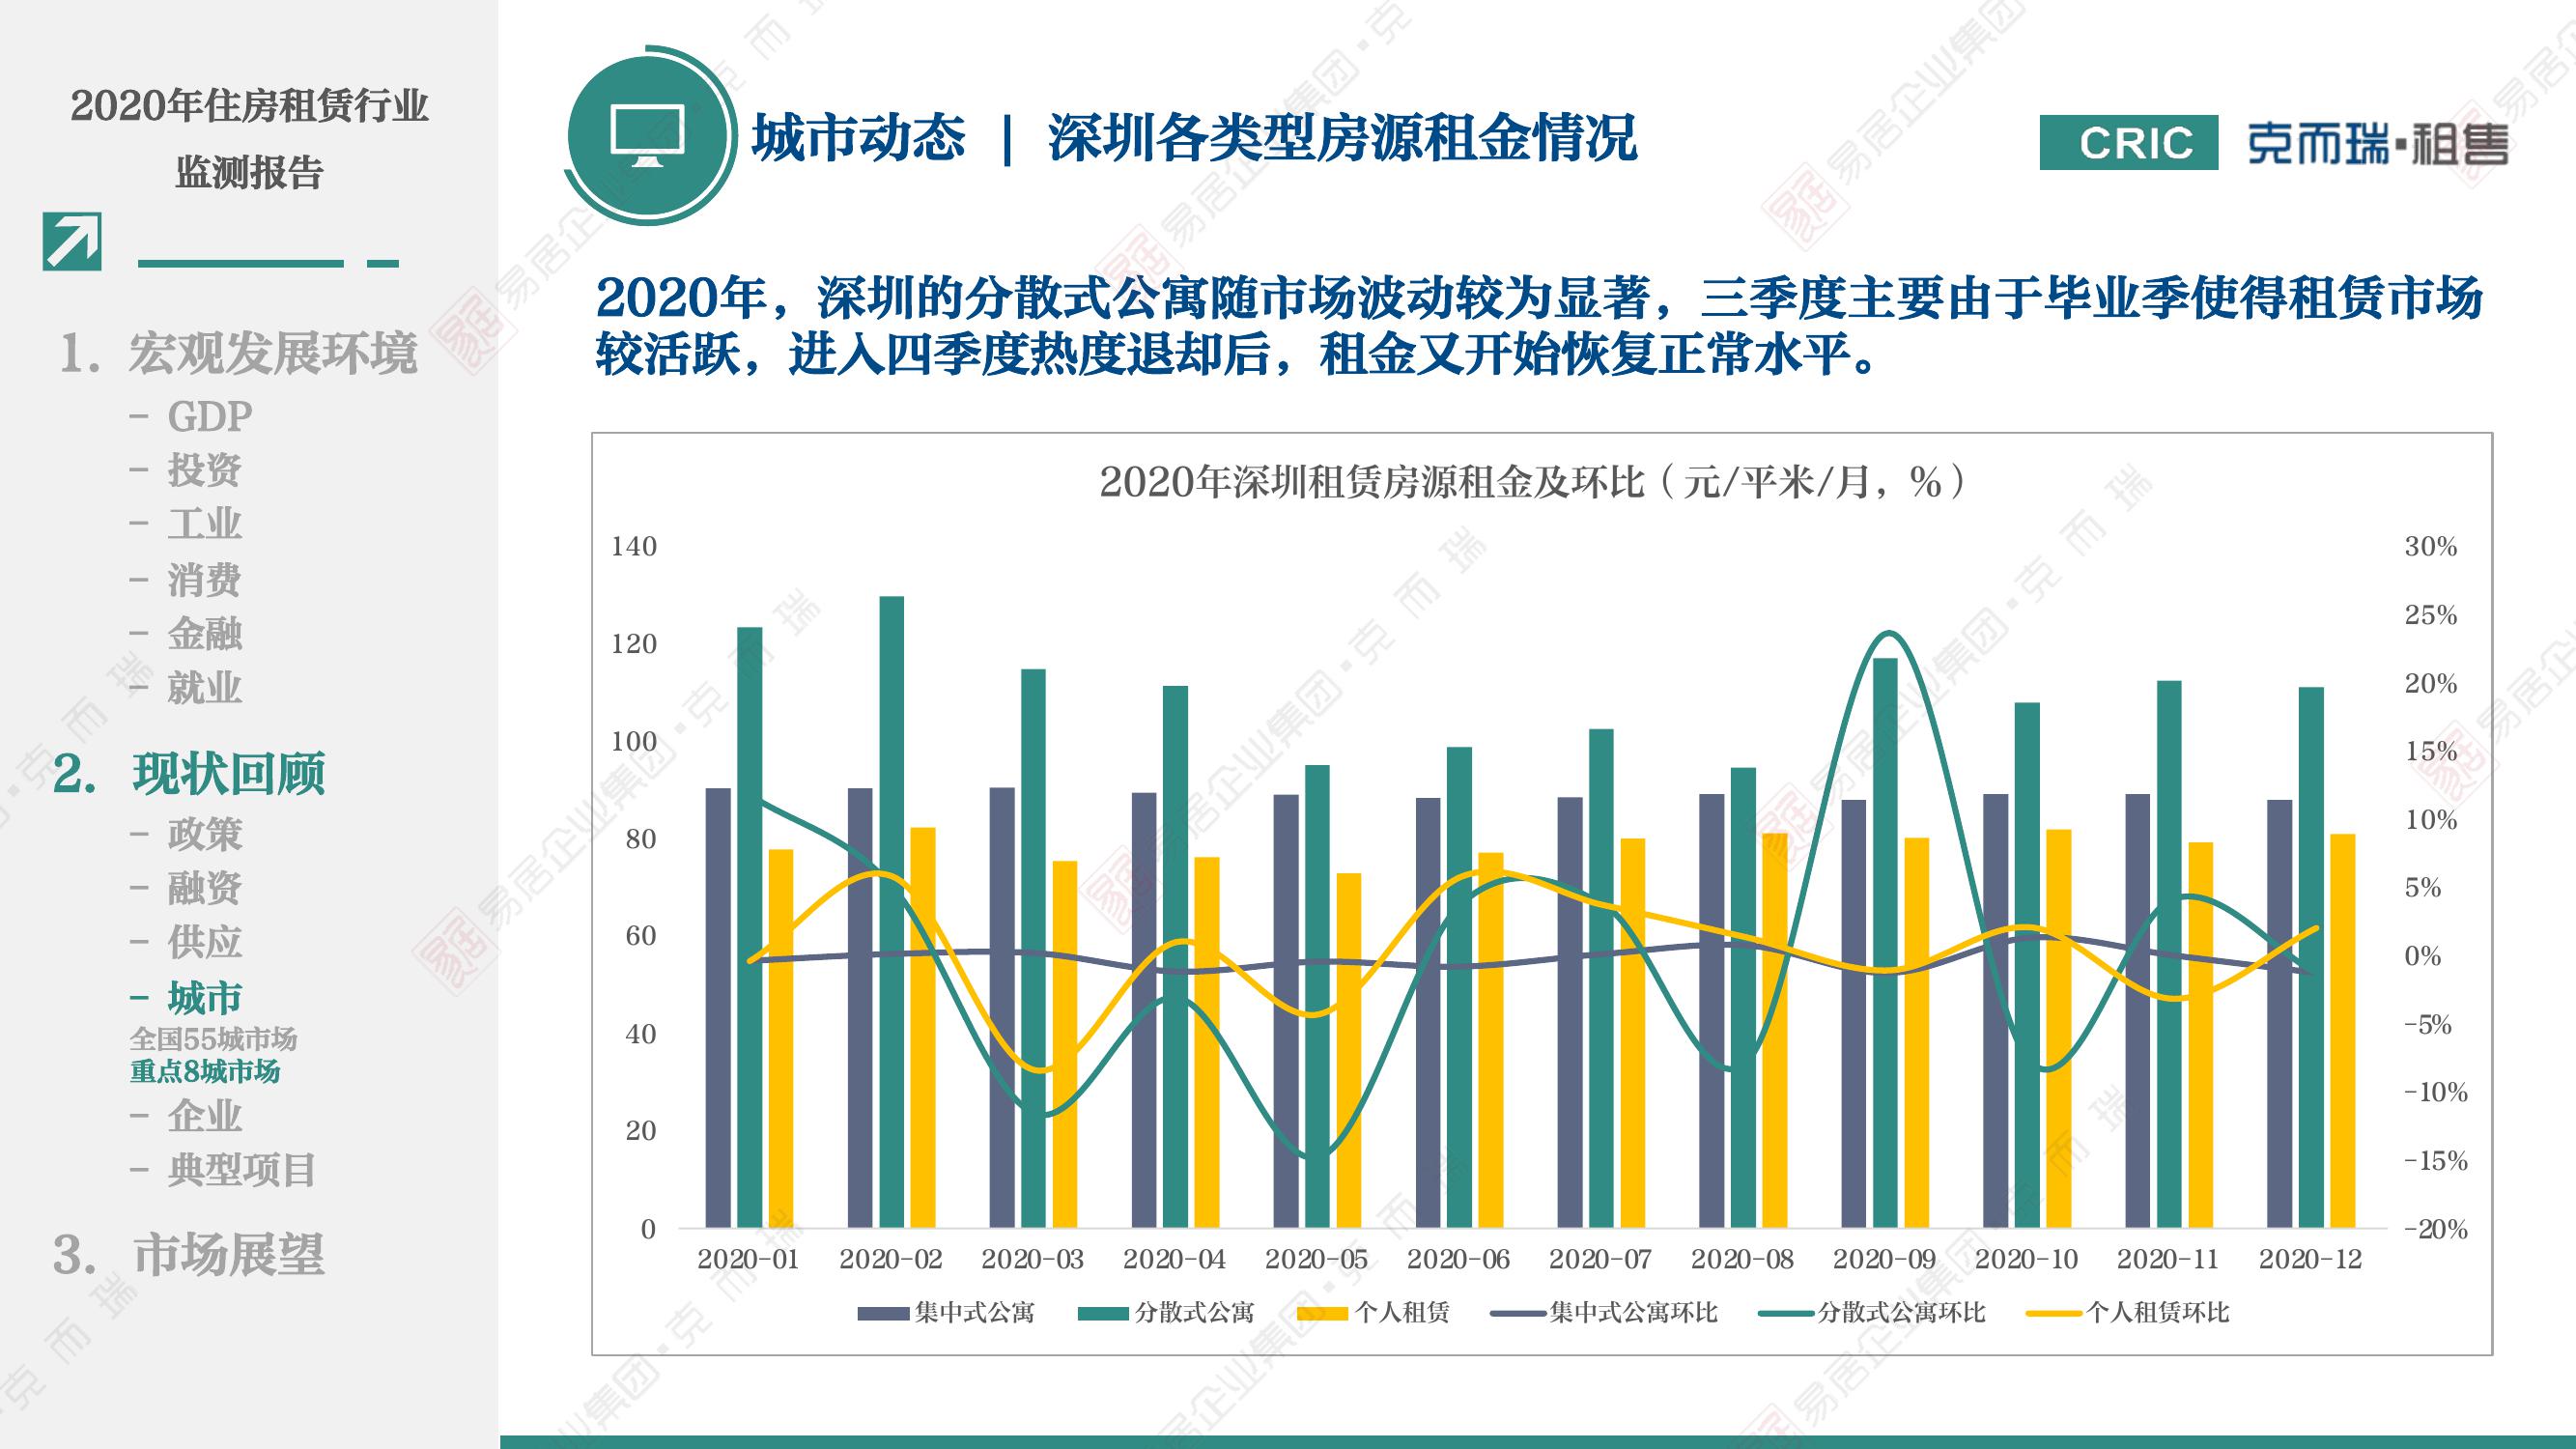 2020年住房租赁行业
监测报告
1. 宏观发展环境
- GDP
- 投资
- 工业
- 消费
- 金融
- 就业
2. 现状回顾
- 政策
- 融资
- 供应
- 城市
全国55城市场
重点8城市场
- 企业
- 典型项目
3. 市场展望
城市动态 | 深圳各类型房源租金情况
CRIC 克而瑞·租售
2020年，深圳的分散式公寓随市场波动较为显著，三季度主要由于毕业季使得租赁市场
较活跃，进入四季度热度退却后，租金又开始恢复正常水平。
2020年深圳租赁房源租金及环比（元/平米/月，%）
140
120
100
80
60
40
20
0
30%
25%
20%
15%
10%
5%
0%
-5%
-10%
-15%
-20%
2020-01 2020-02 2020-03 2020-04 2020-05 2020-06 2020-07 2020-08 2020-09 2020-10 2020-11 2020-12
集中式公寓 分散式公寓 个人租赁 集中式公寓环比 分散式公寓环比 个人租赁环比
易居企业集团·克而瑞